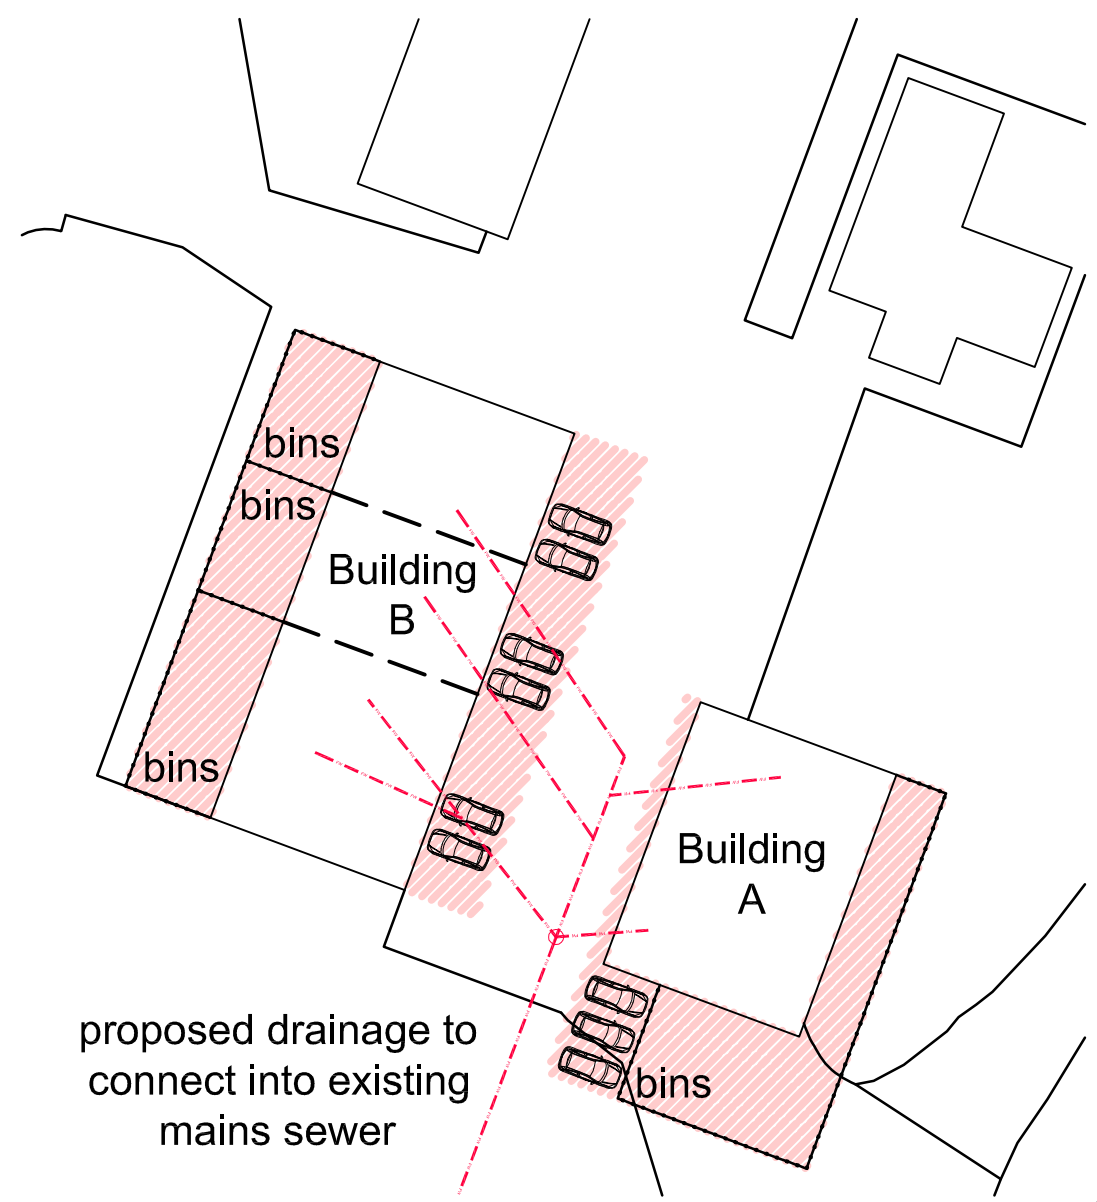 bins
bins
Building
B
bins
Building
A
proposed drainage to
connect into existing
mains sewer
bins